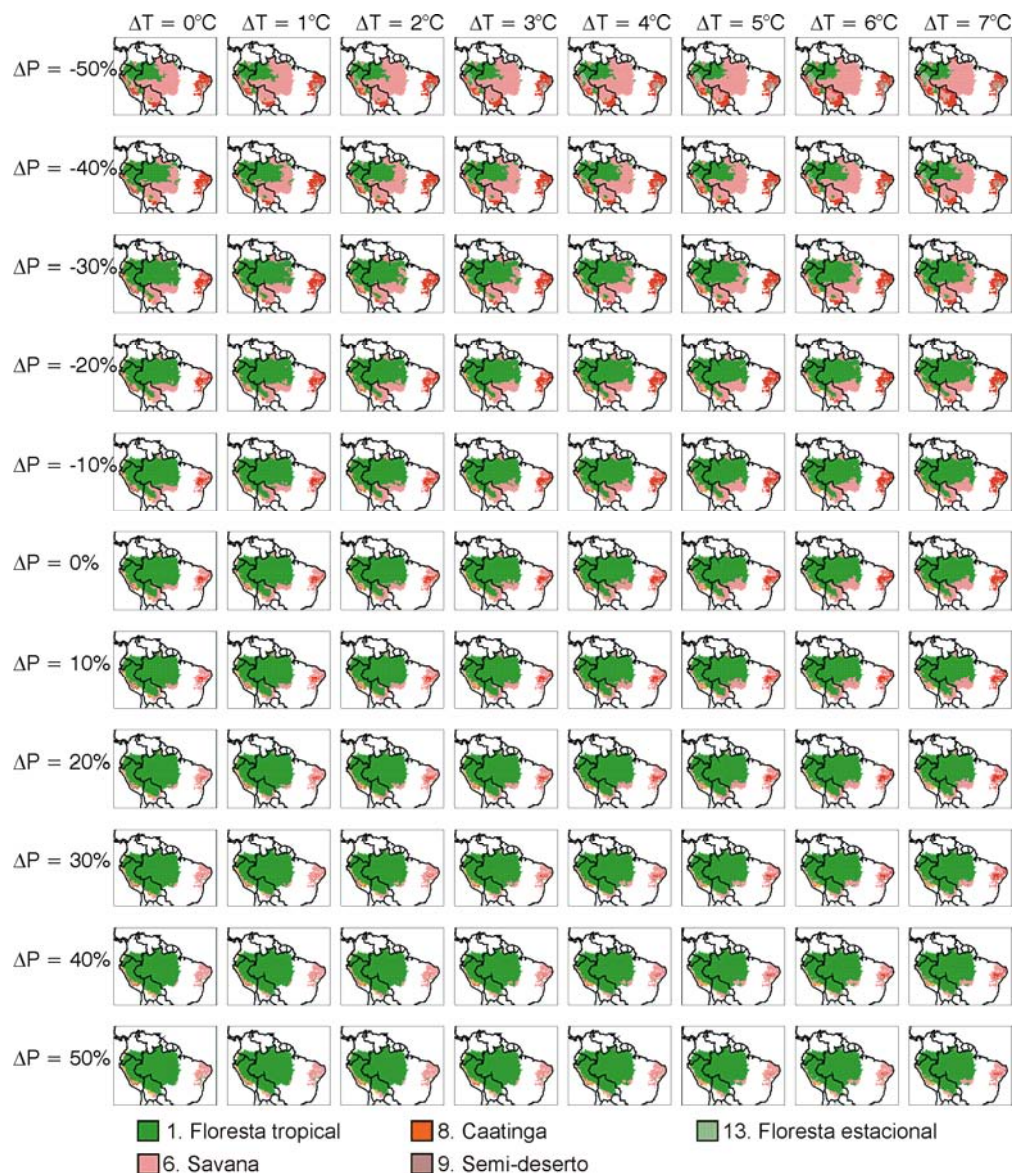 ΔT = 0°C ΔT = 1°C ΔT = 2°C ΔT = 3°C ΔT = 4°C ΔT = 5°C ΔT = 6°C ΔT = 7°C
ΔP = -50%
ΔP = -40%
ΔP = -30%
ΔP = -20%
ΔP = -10%
ΔP = 0%
ΔP = 10%
ΔP = 20%
ΔP = 30%
ΔP = 40%
ΔP = 50%
1. Floresta tropical 8. Caatinga 13. Floresta estacional
6. Savana 9. Semi-deserto